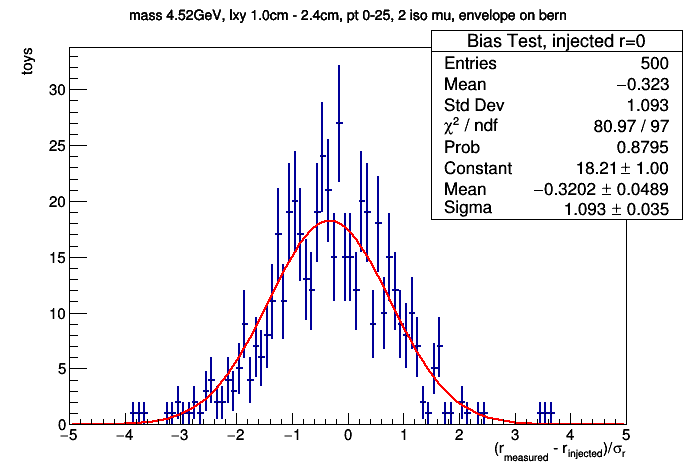 mass 4.52GeV, lxy 1.0cm - 2.4cm, pt 0-25, 2 iso mu, envelope on bern
Bias Test, injected r=0
Entries 500
Mean −0.323
Std Dev 1.093
χ² / ndf 80.97 / 97
Prob 0.8795
Constant 18.21 ± 1.00
Mean −0.3202 ± 0.0489
Sigma 1.093 ± 0.035
toys
30
25
20
15
10
5
0
−5 −4 −3 −2 −1 0 1 2 3 4 5
(r_measured - r_injected)/σ_r